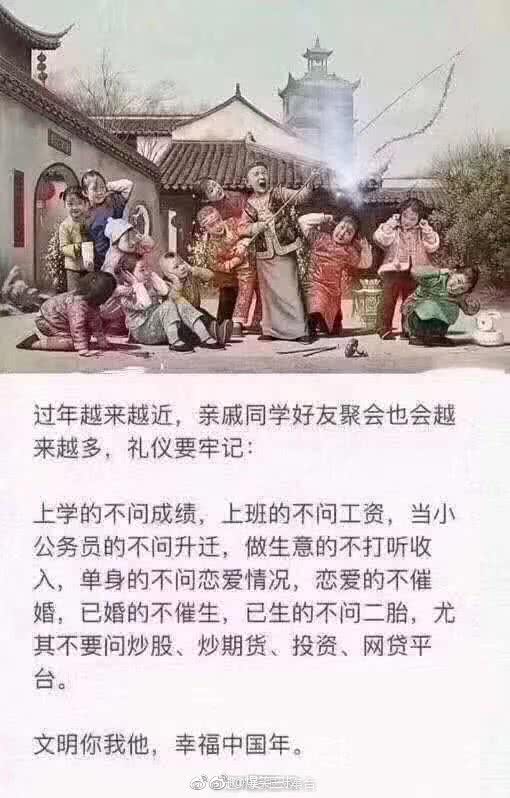 过年越来越近，亲戚同学好友聚会也会越
来越多，礼仪要牢记：
上学的不问成绩，上班的不问工资，当小
公务员的不问升迁，做生意的不打听收
入，单身的不问恋爱情况，恋爱的不催
婚，已婚的不催生，已生的不问二胎，尤
其不要问炒股、炒期货、投资、网贷平
台。
文明你我他，幸福中国年。